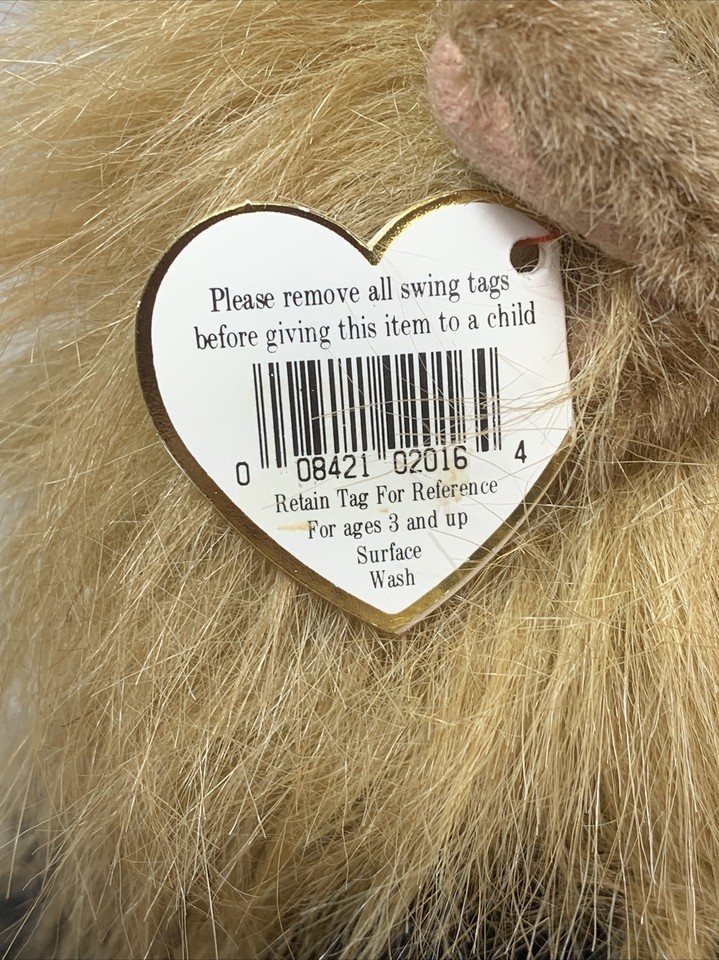 Please remove all swing tags
before giving this item to a child
0 08421 02016 4
Retain Tag For Reference
For ages 3 and up
Surface
Wash